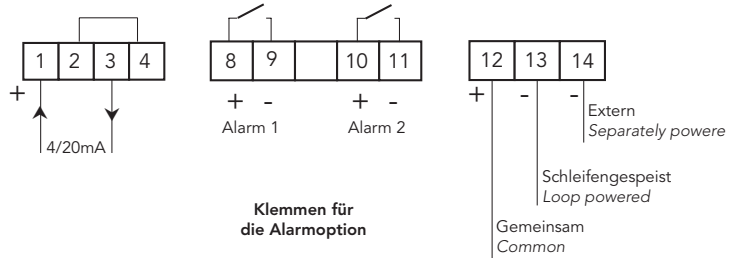 1 2 3 4
8 9 10 11
12 13 14
+
+ - + -
+ - -
Alarm 1 Alarm 2
4/20mA
Extern
Separately powere
Schleifengespeist
Loop powered
Klemmen für
die Alarmoption
Gemeinsam
Common